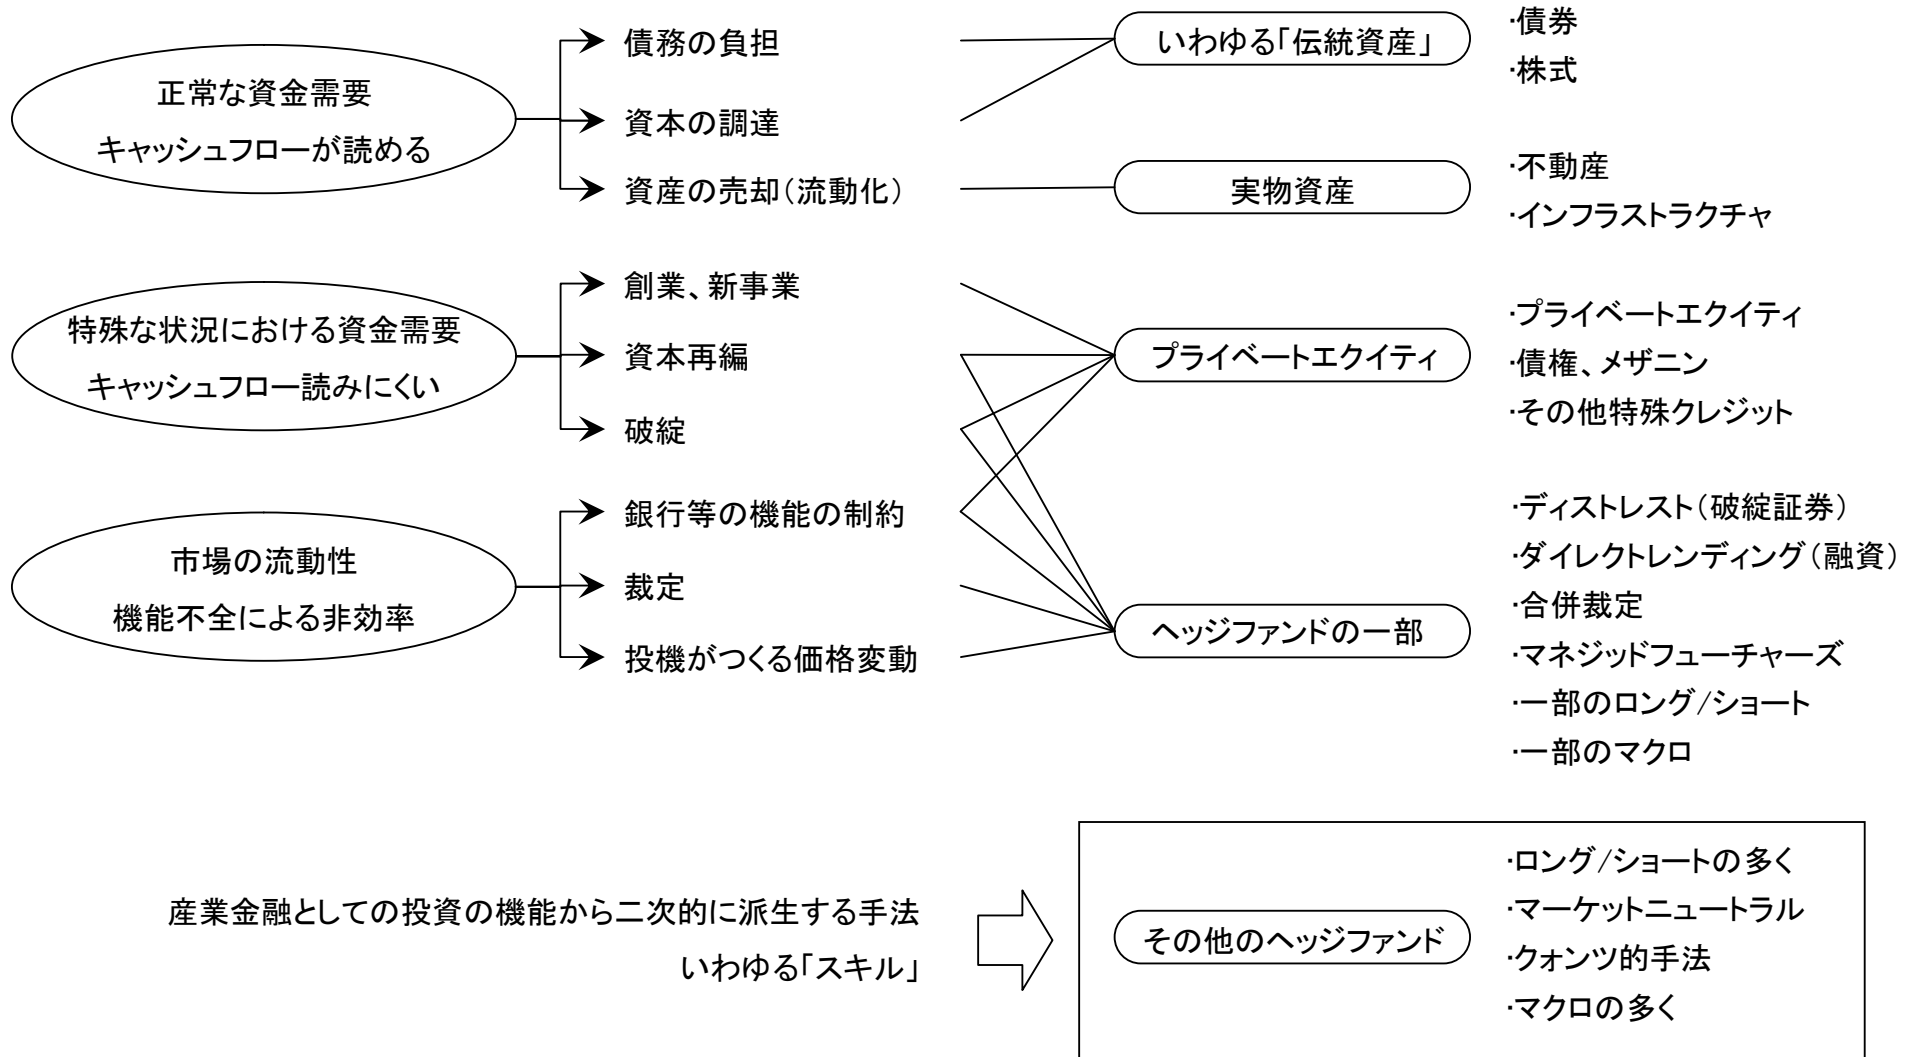 正常な資金需要
キャッシュフローが読める
債務の負担
資本の調達
資産の売却（流動化）
いわゆる「伝統資産」
･債券
･株式
実物資産
･不動産
･インフラストラクチャ
特殊な状況における資金需要
キャッシュフロー読みにくい
創業、新事業
資本再編
破綻
プライベートエクイティ
･プライベートエクイティ
･債権、メザニン
･その他特殊クレジット
市場の流動性
機能不全による非効率
銀行等の機能の制約
裁定
投機がつくる価格変動
ヘッジファンドの一部
･ディストレスト（破綻証券）
･ダイレクトレンディング（融資）
･合併裁定
･マネジッドフューチャーズ
･一部のロング/ショート
･一部のマクロ
産業金融としての投資の機能から二次的に派生する手法
いわゆる「スキル」
その他のヘッジファンド
･ロング/ショートの多く
･マーケットニュートラル
･クォンツ的手法
･マクロの多く